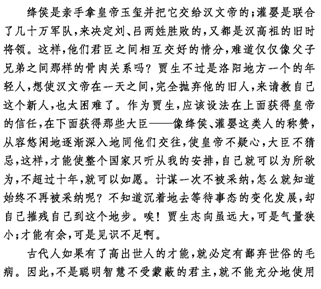 绛侯是亲手拿皇帝玉玺并把它交给汉文帝的;灌婴是联合
了几十万军队,来决定刘、吕两姓胜败的,又都是汉高祖的旧时
将领。这样,他们君臣之间相互交好的情分,难道仅仅像父子
兄弟之间那样的骨肉关系吗?贾生不过是洛阳地方一个的年
轻人,想使汉文帝在一天之间,完全抛弃他的旧人,来请教自己
这个新人,也太困难了。作为贾生,应该设法在上面获得皇帝
的信任,在下面获得那些大臣——像绛侯、灌婴这类人的称赞,
从容悠闲地逐渐深入地同他们交往,使皇帝不疑心,大臣不猜
忌,这样,才能使整个国家只听从我的安排,自己就可以为所欲
为,不超过十年,就可以如愿。计谋一次不被采纳,怎么就知道
始终不再被采纳呢?不知道沉着地去等待事态的变化发展,却
自己摧残自己到这个地步。唉!贾生志向虽远大,可是气量狭
小;才能有余,可是见识不足啊。
古代人如果有了高出世人的才能,就必定有鄙弃世俗的毛
病。因此,不是聪明智慧不受蒙蔽的君主,就不能充分地使用